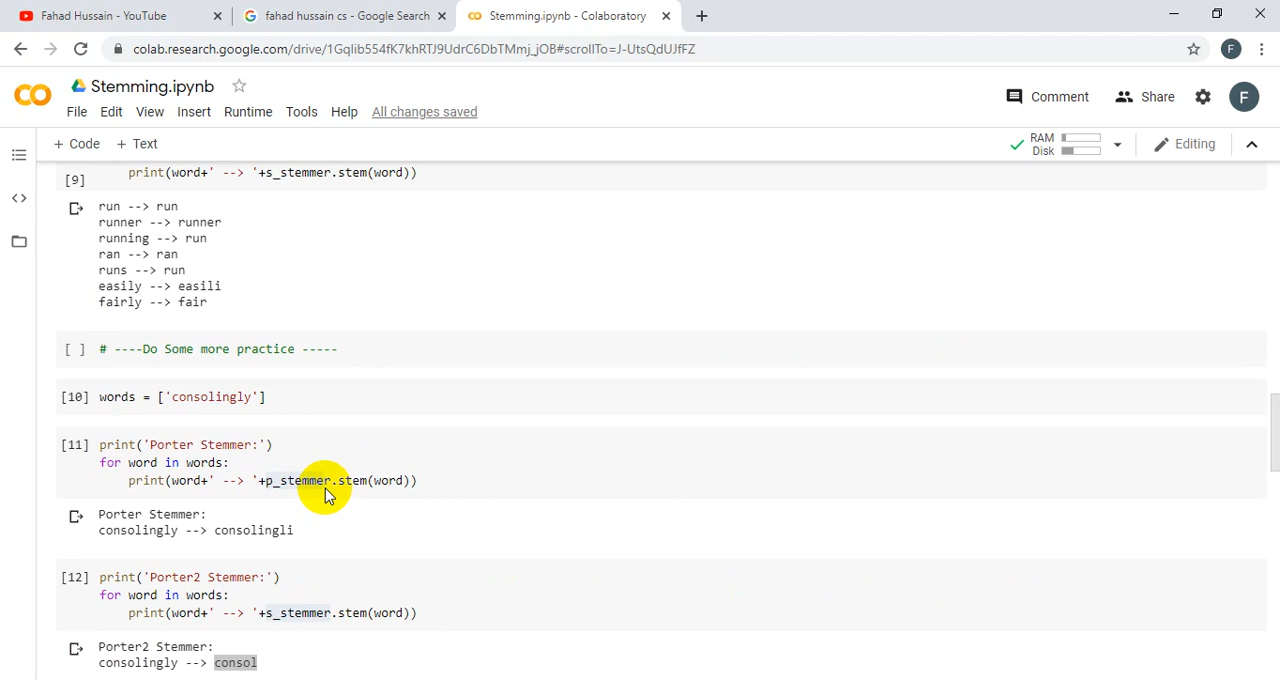 Fahad Hussain - YouTube
fahad hussain cs - Google Search
Stemming.ipynb - Colaboratory
colab.research.google.com/drive/1Gqlib554fK7khRTJ9UdrC6DbTMmj_jOB#scrollTo=J-UtsQdUJfFZ
F
Stemming.ipynb
Comment
Share
F
File Edit View Insert Runtime Tools Help All changes saved
+ Code + Text
RAM
Disk
Editing
[9] print(word+' --> '+s_stemmer.stem(word))
run --> run
runner --> runner
running --> run
ran --> ran
runs --> run
easily --> easili
fairly --> fair
[ ] # ----Do Some more practice -----
[10] words = ['consolingly']
[11] print('Porter Stemmer:')
for word in words:
print(word+' --> '+p_stemmer.stem(word))
Porter Stemmer:
consolingly --> consolingli
[12] print('Porter2 Stemmer:')
for word in words:
print(word+' --> '+s_stemmer.stem(word))
Porter2 Stemmer:
consolingly --> consol